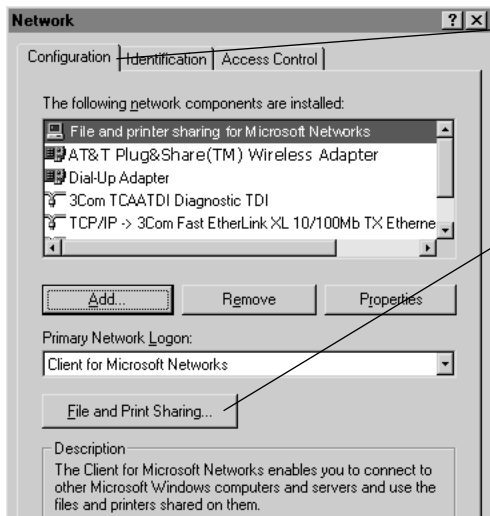 Network
Configuration Identification Access Control
The following network components are installed:
File and printer sharing for Microsoft Networks
AT&T Plug&Share(TM) Wireless Adapter
Dial-Up Adapter
3Com TCAATDI Diagnostic TDI
TCP/IP -> 3Com Fast EtherLink XL 10/100Mb TX Etherne
Add... Remove Properties
Primary Network Logon:
Client for Microsoft Networks
File and Print Sharing...
Description
The Client for Microsoft Networks enables you to connect to
other Microsoft Windows computers and servers and use the
files and printers shared on them.